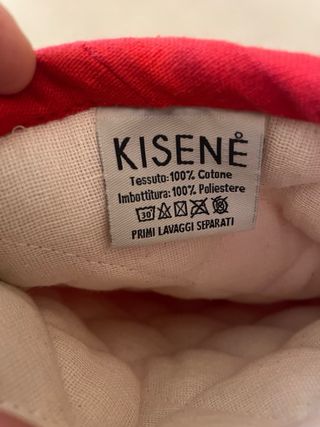 KISENÈ
Tessuto: 100% Cotone
Imbottitura: 100% Poliestere
30
PRIMI LAVAGGI SEPARATI